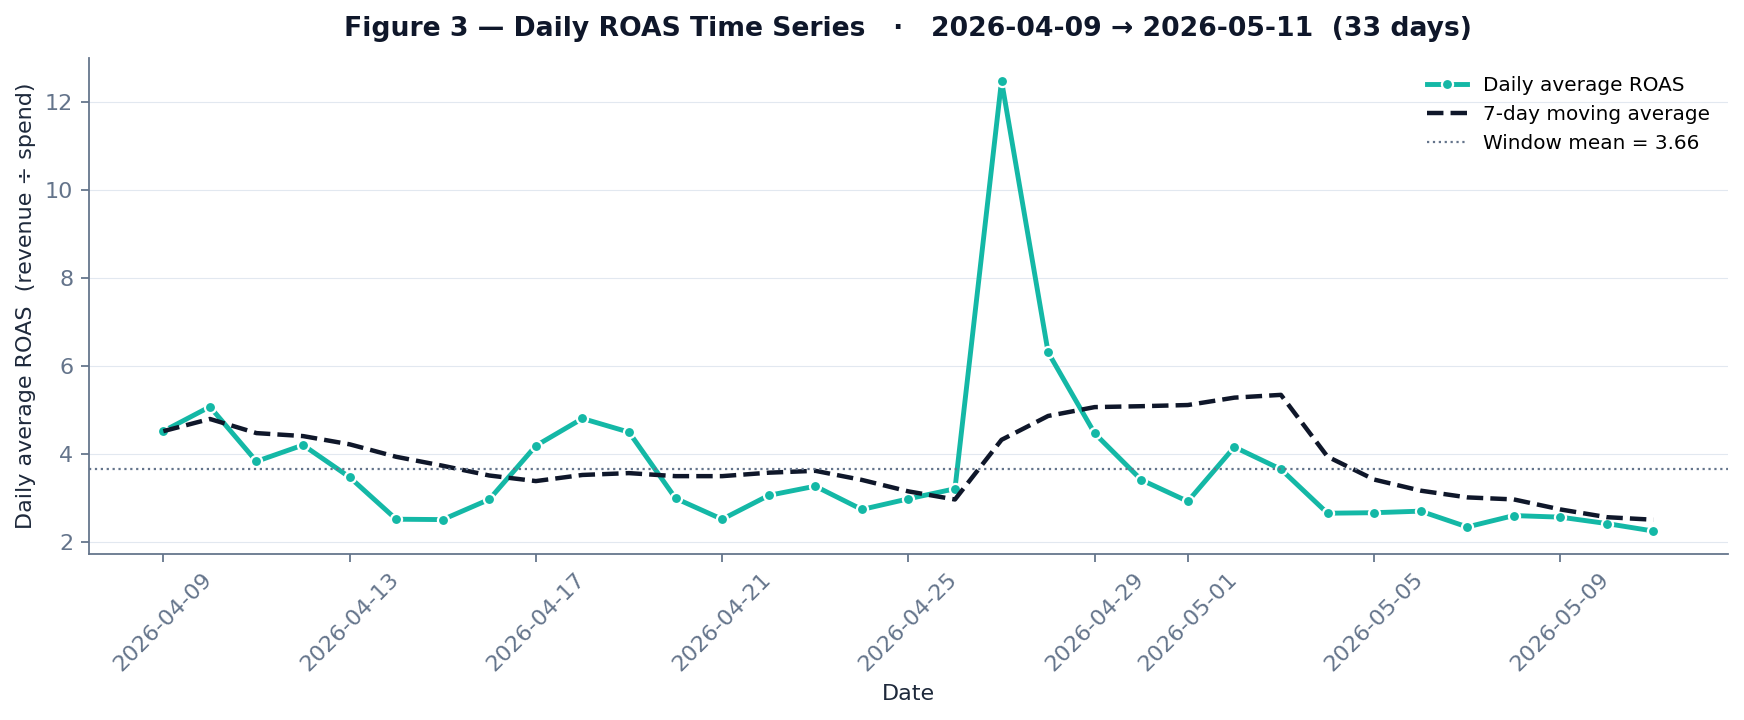 Figure 3 — Daily ROAS Time Series · 2026-04-09 → 2026-05-11 (33 days)
Daily average ROAS (revenue ÷ spend)
12
10
8
6
4
2
Daily average ROAS
7-day moving average
Window mean = 3.66
2026-04-09
2026-04-13
2026-04-17
2026-04-21
2026-04-25
2026-04-29
2026-05-01
2026-05-05
2026-05-09
Date